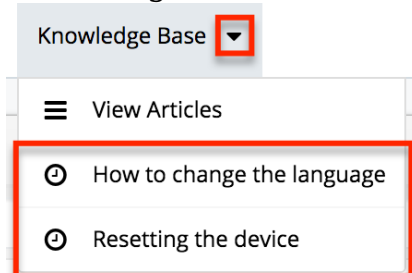 Knowledge Base
View Articles
How to change the language
Resetting the device